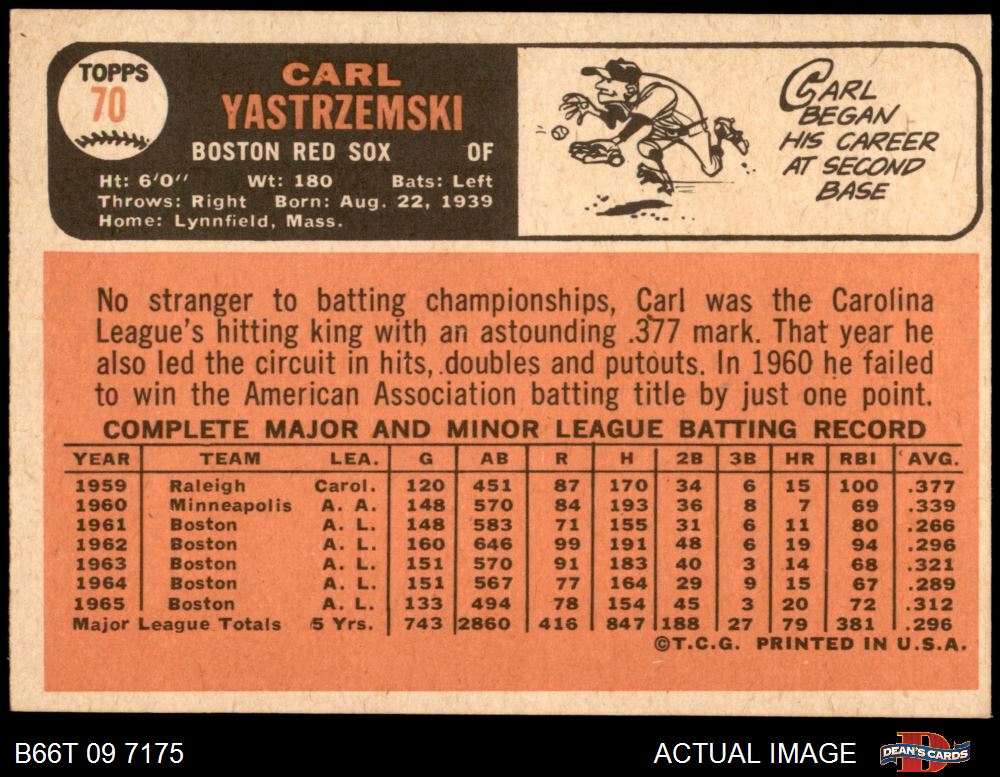 TOPPS
70
CARL
YASTRZEMSKI
BOSTON RED SOX OF
Ht: 6'0" Wt: 180 Bats: Left
Throws: Right Born: Aug. 22, 1939
Home: Lynnfield, Mass.
CARL
BEGAN
HIS CAREER
AT SECOND
BASE
No stranger to batting championships, Carl was the Carolina
League's hitting king with an astounding .377 mark. That year he
also led the circuit in hits, doubles and putouts. In 1960 he failed
to win the American Association batting title by just one point.
COMPLETE MAJOR AND MINOR LEAGUE BATTING RECORD
YEAR TEAM LEA. G AB R H 2B 3B HR RBI AVG.
1959 Raleigh Carol. 120 451 87 170 34 6 15 100 .377
1960 Minneapolis A. A. 148 570 84 193 36 8 7 69 .339
1961 Boston A. L. 148 583 71 155 31 6 11 80 .266
1962 Boston A. L. 160 646 99 191 48 6 19 94 .296
1963 Boston A. L. 151 570 91 183 40 3 14 68 .321
1964 Boston A. L. 151 567 77 164 29 9 15 67 .289
1965 Boston A. L. 133 494 78 154 45 3 20 72 .312
Major League Totals 5 Yrs. 743 2860 416 847 188 27 79 381 .296
©T.C.G. PRINTED IN U.S.A.
B66T 09 7175 ACTUAL IMAGE
DEAN'S CARDS